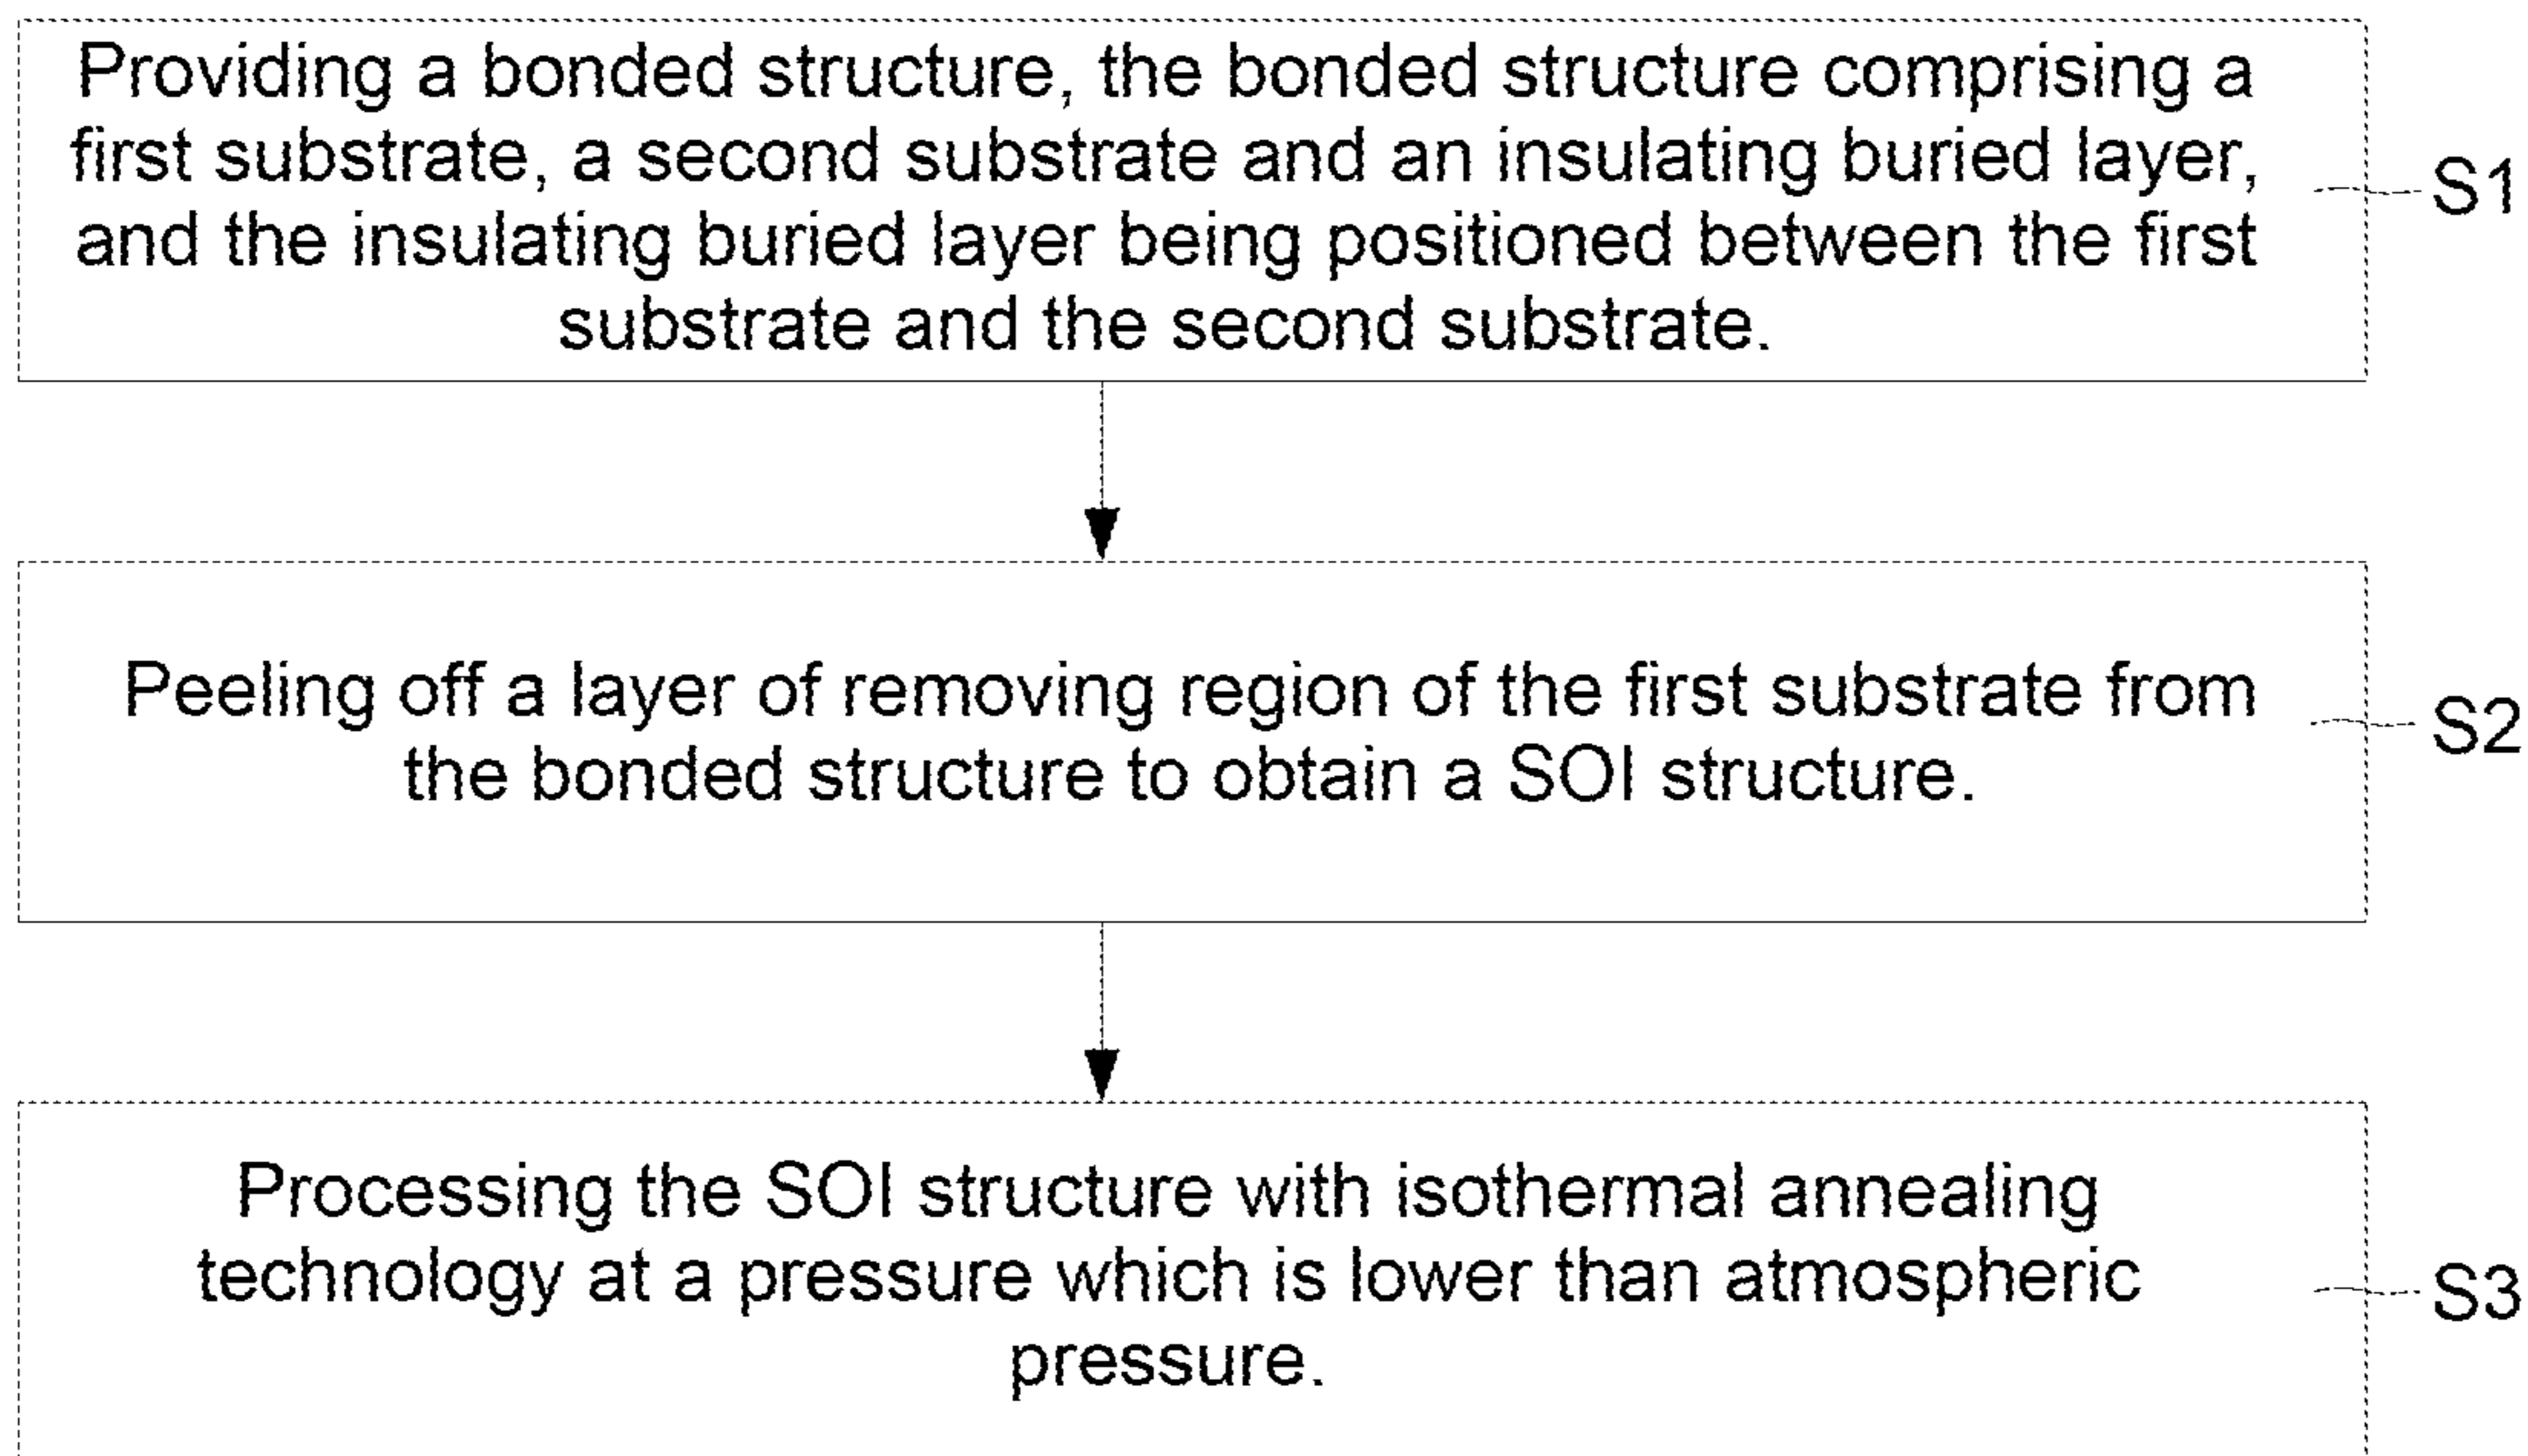 Providing a bonded structure, the bonded structure comprising a
first substrate, a second substrate and an insulating buried layer,
and the insulating buried layer being positioned between the first
substrate and the second substrate.
S1
Peeling off a layer of removing region of the first substrate from
the bonded structure to obtain a SOI structure.
S2
Processing the SOI structure with isothermal annealing
technology at a pressure which is lower than atmospheric
pressure.
S3